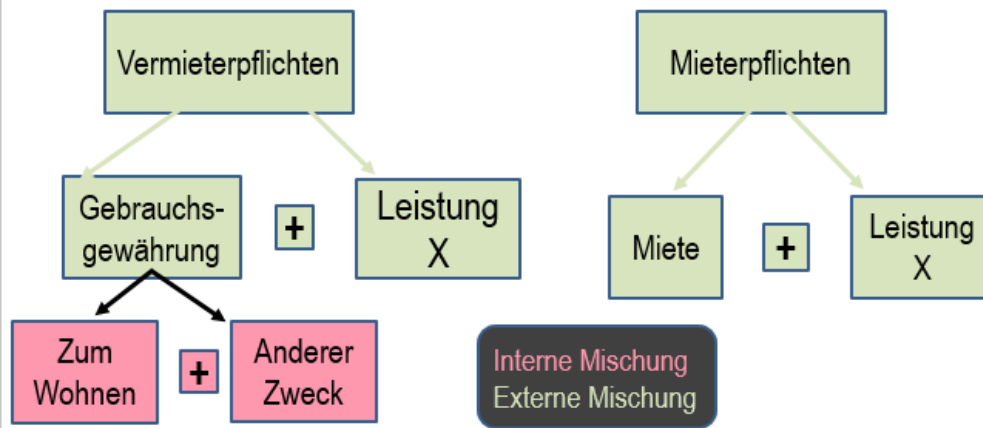 Vermieterpflichten
Mieterpflichten
Gebrauchs-
gewährung
+
Leistung
X
Miete
+
Leistung
X
Zum
Wohnen
+
Anderer
Zweck
Interne Mischung
Externe Mischung